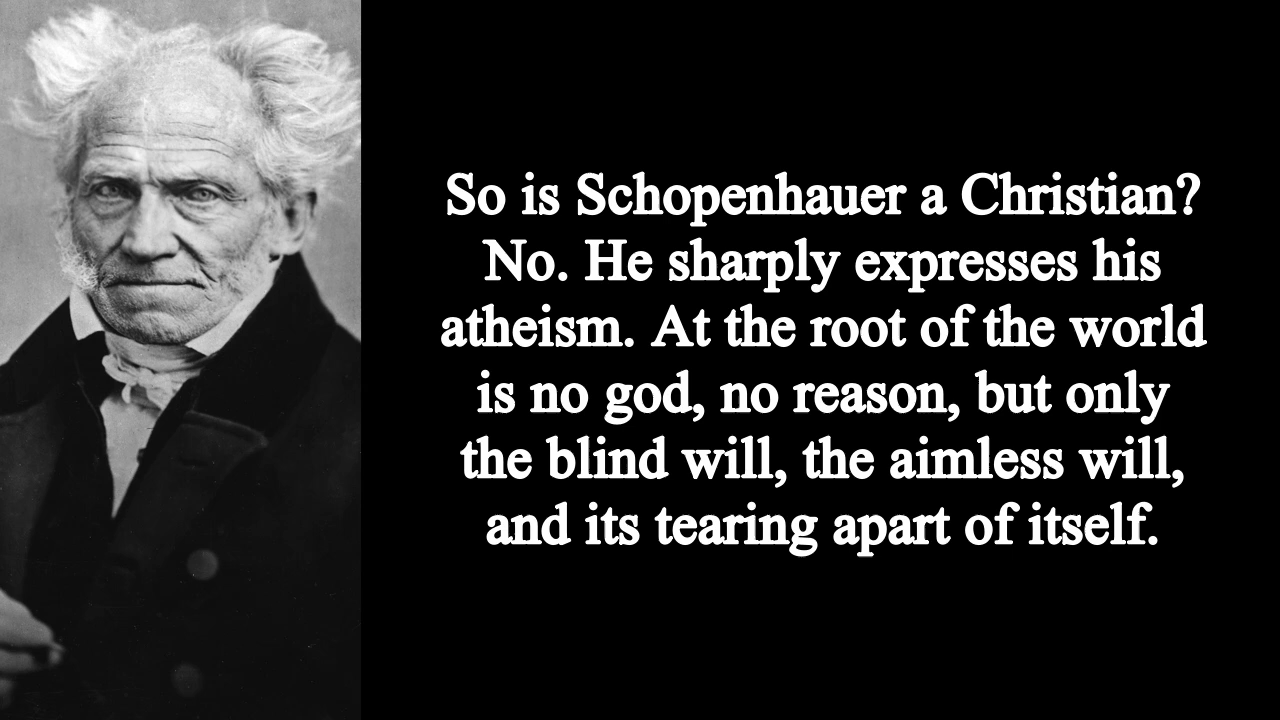 So is Schopenhauer a Christian?
No. He sharply expresses his
atheism. At the root of the world
is no god, no reason, but only
the blind will, the aimless will,
and its tearing apart of itself.